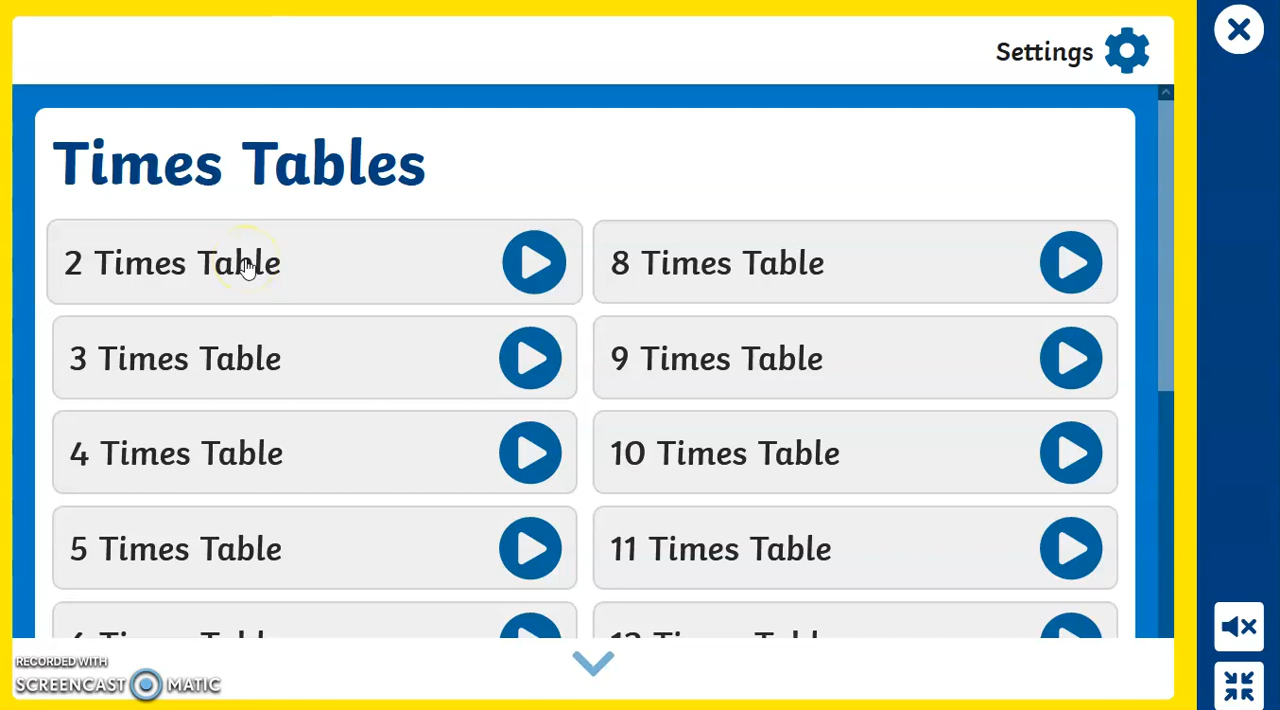 Settings
Times Tables
2 Times Table
8 Times Table
3 Times Table
9 Times Table
4 Times Table
10 Times Table
5 Times Table
11 Times Table
RECORDED WITH
SCREENCAST MATIC